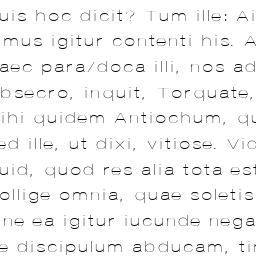 uis hoc dicit? Tum ille: Ai
mus igitur contenti his. A
aec para/doca illi, nos ad
bsecro, inquit, Torquate,
ihi quidem Antiochum, qu
ed ille, ut dixi, vitiose. Vid
uid, quod res alia tota est
ollige omnia, quae soletis
ne ea igitur iucunde nega
e discipulum abducam, tin